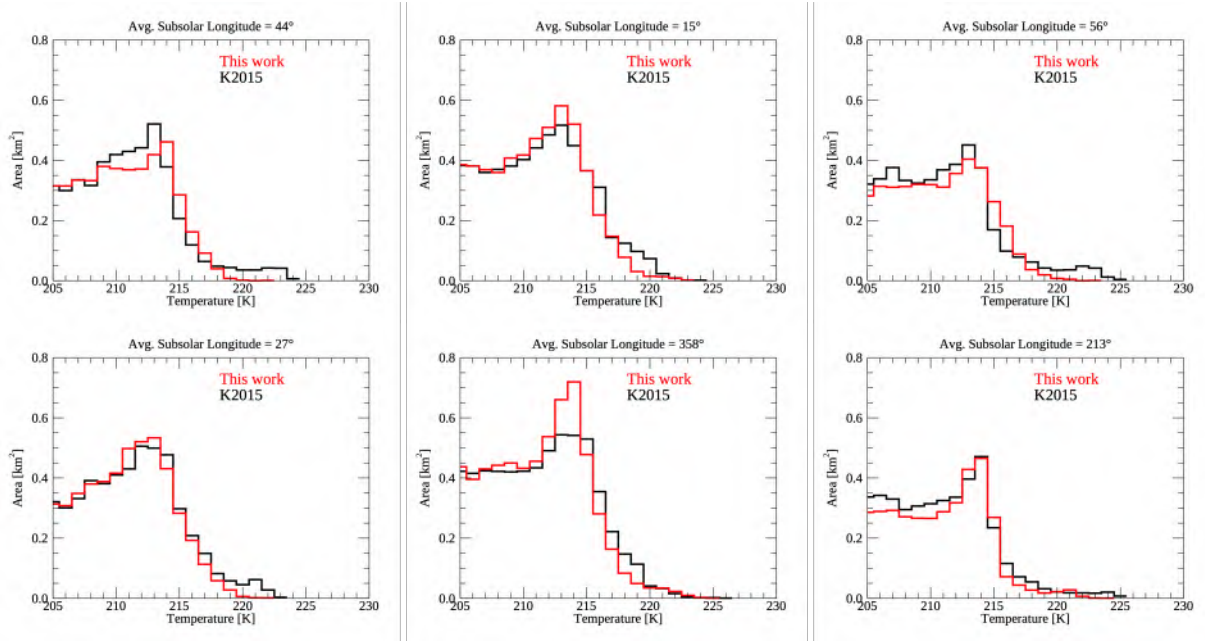 Avg. Subsolar Longitude = 44°
0.8
0.6
0.4
0.2
0.0
Area [km²]
This work
K2015
205 210 215 220 225 230
Temperature [K]
Avg. Subsolar Longitude = 15°
0.8
0.6
0.4
0.2
0.0
Area [km²]
This work
K2015
205 210 215 220 225 230
Temperature [K]
Avg. Subsolar Longitude = 56°
0.8
0.6
0.4
0.2
0.0
Area [km²]
This work
K2015
205 210 215 220 225 230
Temperature [K]
Avg. Subsolar Longitude = 27°
0.8
0.6
0.4
0.2
0.0
Area [km²]
This work
K2015
205 210 215 220 225 230
Temperature [K]
Avg. Subsolar Longitude = 358°
0.8
0.6
0.4
0.2
0.0
Area [km²]
This work
K2015
205 210 215 220 225 230
Temperature [K]
Avg. Subsolar Longitude = 213°
0.8
0.6
0.4
0.2
0.0
Area [km²]
This work
K2015
205 210 215 220 225 230
Temperature [K]